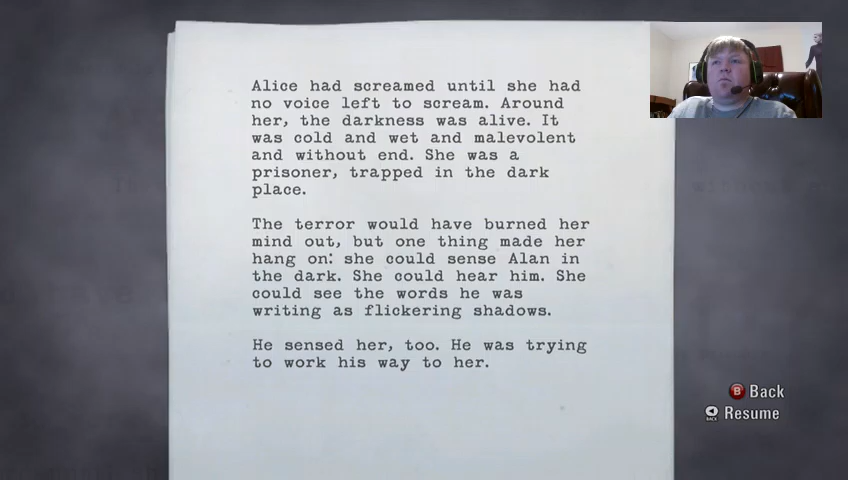 Alice had screamed until she had
no voice left to scream. Around
her, the darkness was alive. It
was cold and wet and malevolent
and without end. She was a
prisoner, trapped in the dark
place.
The terror would have burned her
mind out, but one thing made her
hang on: she could sense Alan in
the dark. She could hear him. She
could see the words he was
writing as flickering shadows.
He sensed her, too. He was trying
to work his way to her.
B Back
BACK Resume